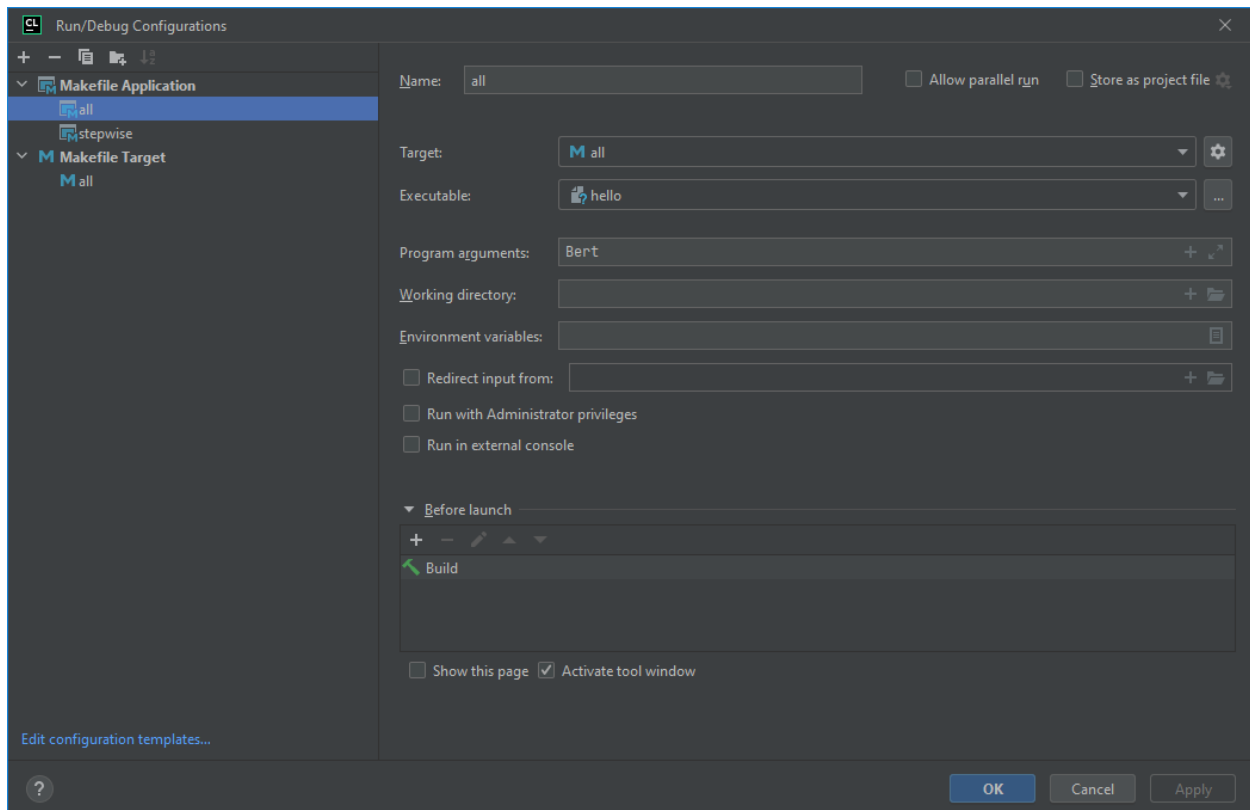 CL Run/Debug Configurations
Makefile Application
all
stepwise
Makefile Target
all
Edit configuration templates...
Name: all Allow parallel run Store as project file
Target: all
Executable: hello
Program arguments: Bert
Working directory:
Environment variables:
Redirect input from:
Run with Administrator privileges
Run in external console
Before launch
Build
Show this page Activate tool window
? OK Cancel Apply